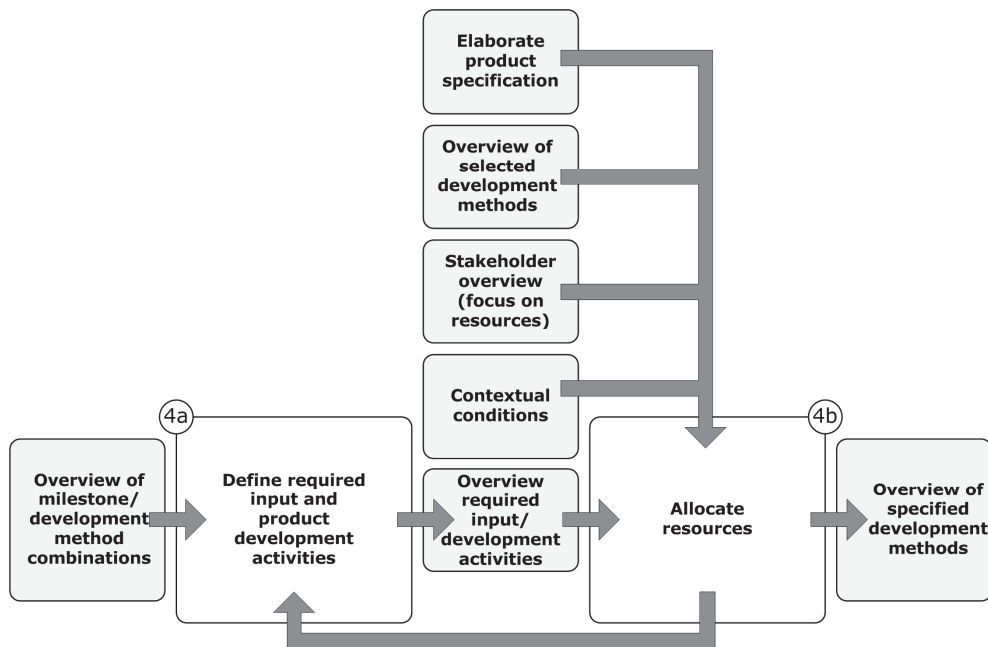 Elaborate
product
specification
Overview of
selected
development
methods
Stakeholder
overview
(focus on
resources)
Contextual
conditions
4a
4b
Overview of
milestone/
development
method
combinations
Define required
input and
product
development
activities
Overview
required
input/
development
activities
Allocate
resources
Overview of
specified
development
methods